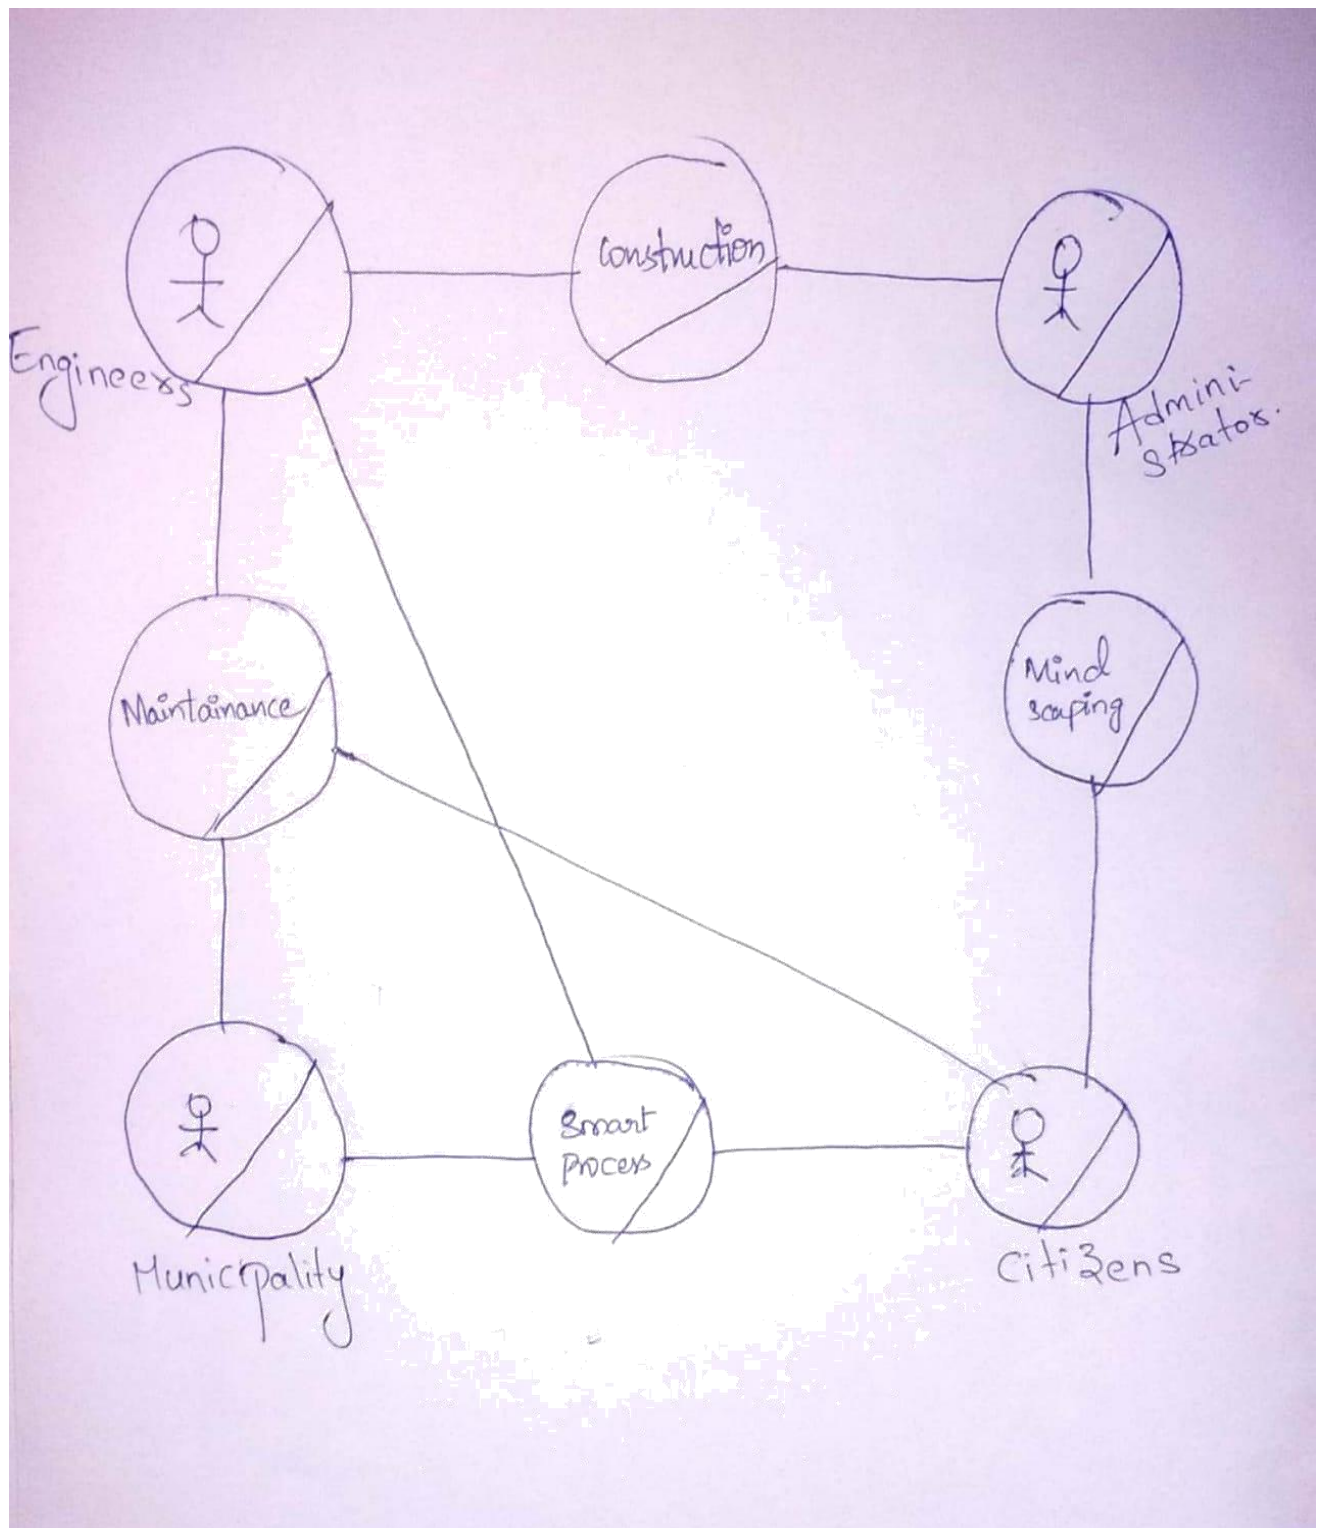 Construction
Engineers
Admini-
strator.
Mind
scaping
Maintainance
Smart
process
Municipality
Citizens